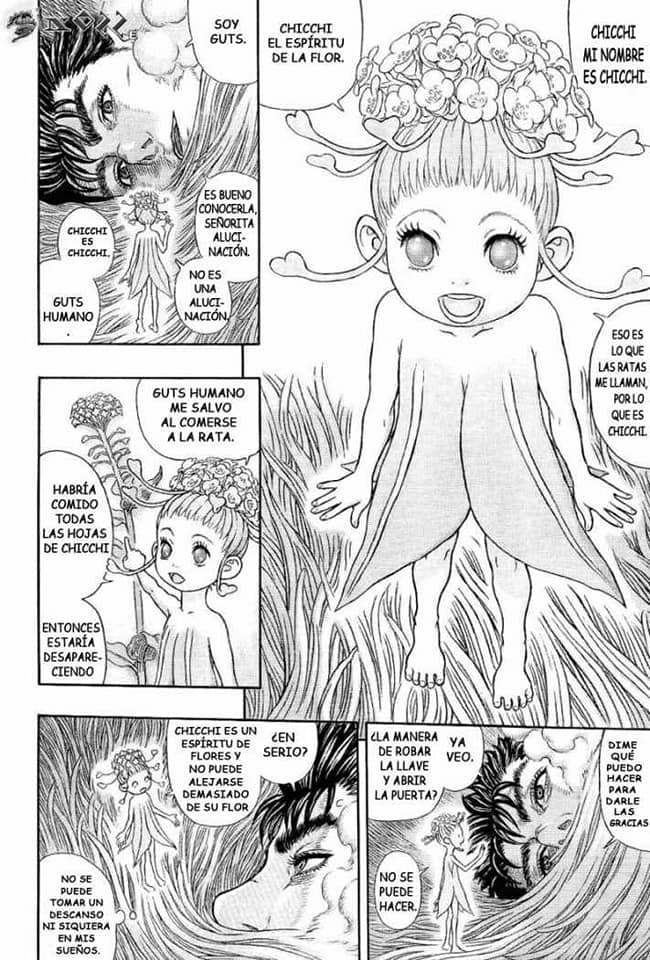 CHICCHI
MI NOMBRE
ES CHICCHI.
CHICCHI
EL ESPÍRITU
DE LA FLOR.
ESO ES
LO QUE
LAS RATAS
ME LLAMAN,
POR LO
QUE ES
CHICCHI.
SOY
GUTS.
ES BUENO
CONOCERLA,
SEÑORITA
ALUCI-
NACIÓN.
NO ES
UNA
ALUCI-
NACIÓN.
CHICCHI
ES
CHICCHI.
GUTS
HUMANO
.
GUTS HUMANO
ME SALVO
AL COMERSE
A LA RATA.
HABRÍA
COMIDO
TODAS
LAS HOJAS
DE CHICCHI
ENTONCES
ESTARÍA
DESAPARE-
CIENDO
DIME
QUÉ
PUEDO
HACER
PARA
DARLE
LAS
GRACIAS
YA
VEO.
¿LA MANERA
DE ROBAR
LA LLAVE
Y ABRIR
LA PUERTA?
NO SE
PUEDE
HACER.
¿EN
SERIO?
CHICCHI ES UN
ESPÍRITU DE
FLORES Y
NO PUEDE
ALEJARSE
DEMASIADO
DE SU FLOR
NO SE
PUEDE
TOMAR UN
DESCANSO
NI SIQUIERA
EN MIS
SUEÑOS.